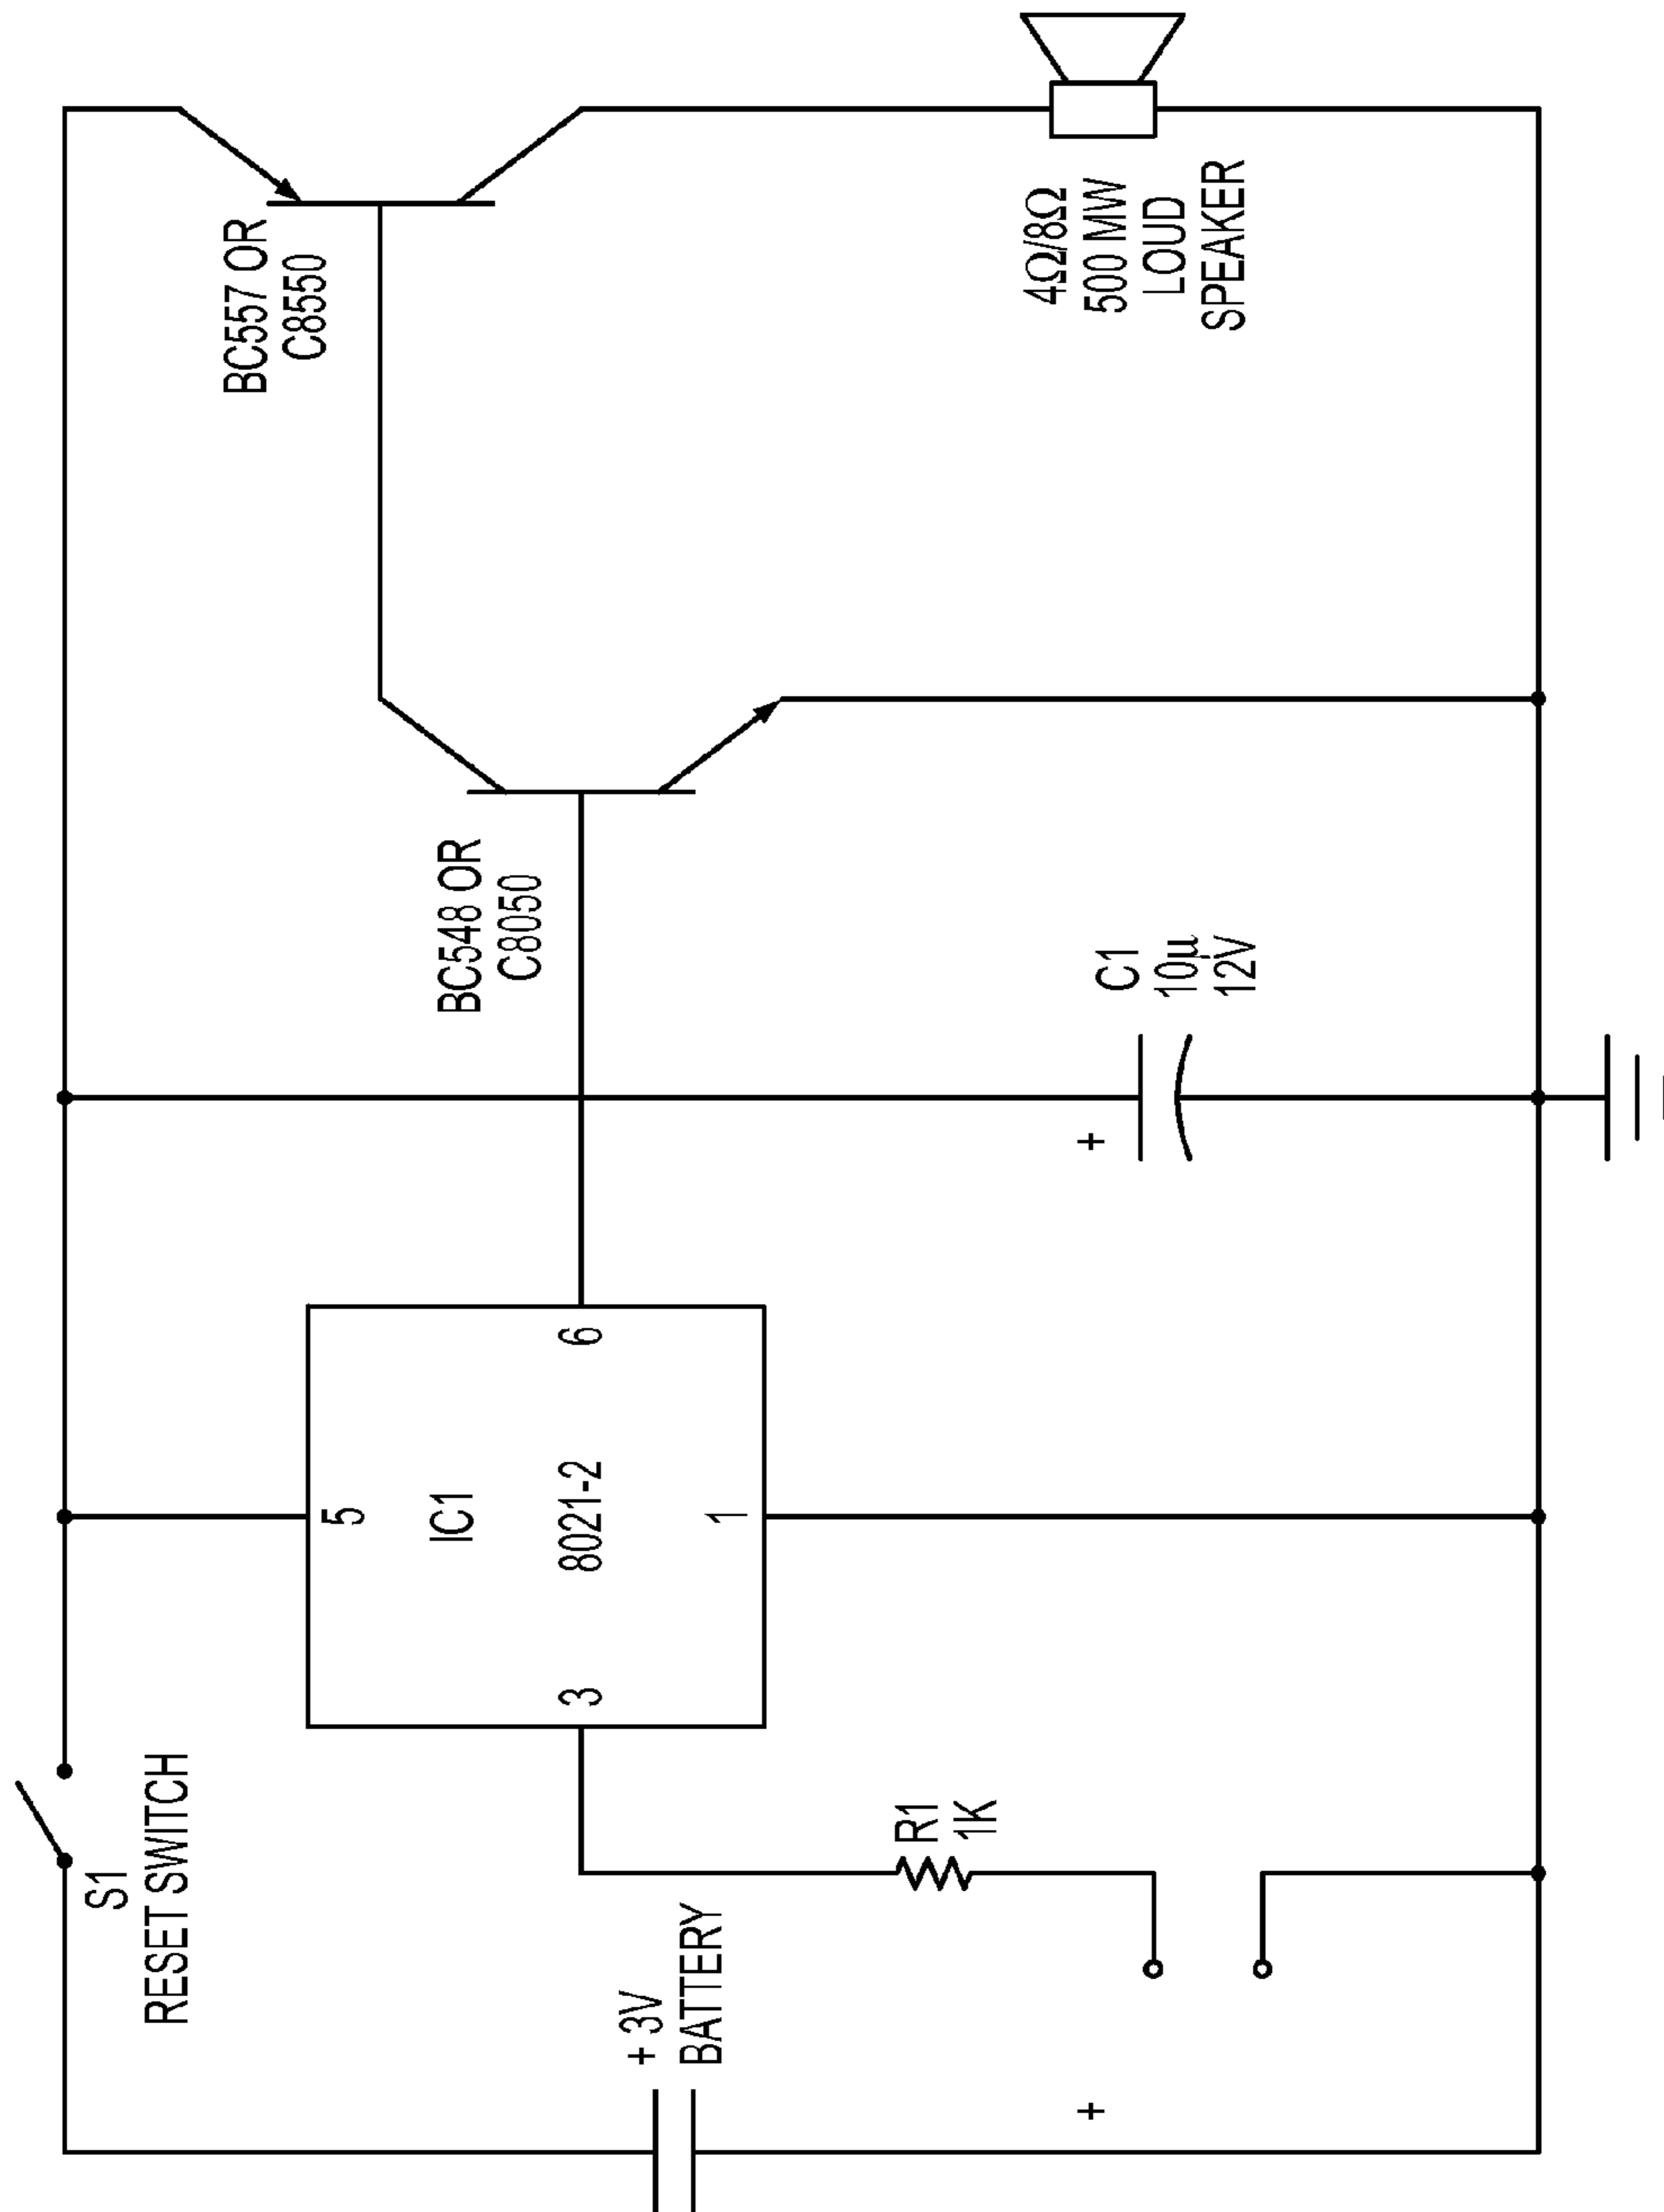 S1
RESET SWITCH
+ 3V
BATTERY
+
R1
1K
5
IC1
3
8021-2
6
1
+
C1
10µ
12V
BC548 OR
C8050
BC557 OR
C8550
4Ω/8Ω
500 MW
LOUD
SPEAKER